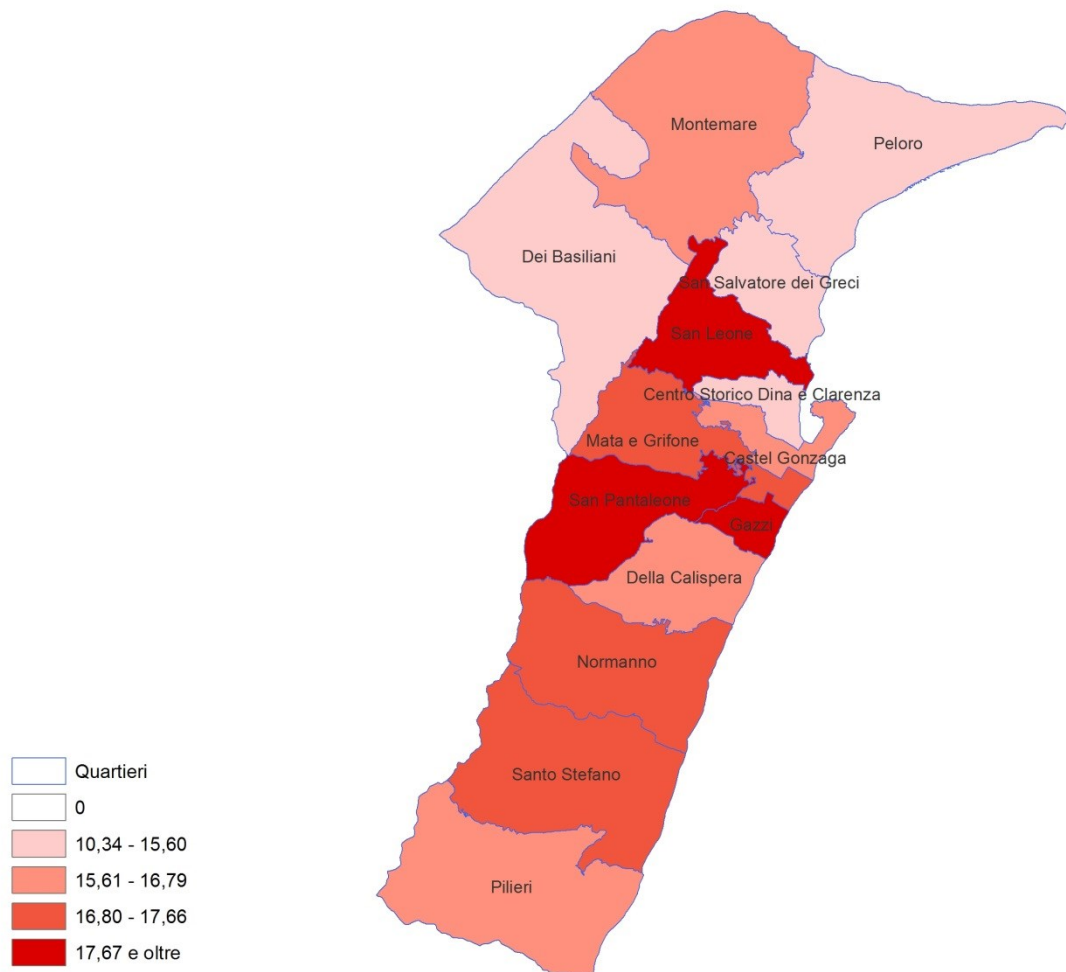 Montemare
Peloro
Dei Basiliani
San Salvatore dei Greci
San Leone
Centro Storico Dina e Clarenza
Mata e Grifone
Castel Gonzaga
San Pantaleone
Gazzi
Della Calispera
Normanno
Santo Stefano
Pilieri
Quartieri
0
10,34 - 15,60
15,61 - 16,79
16,80 - 17,66
17,67 e oltre